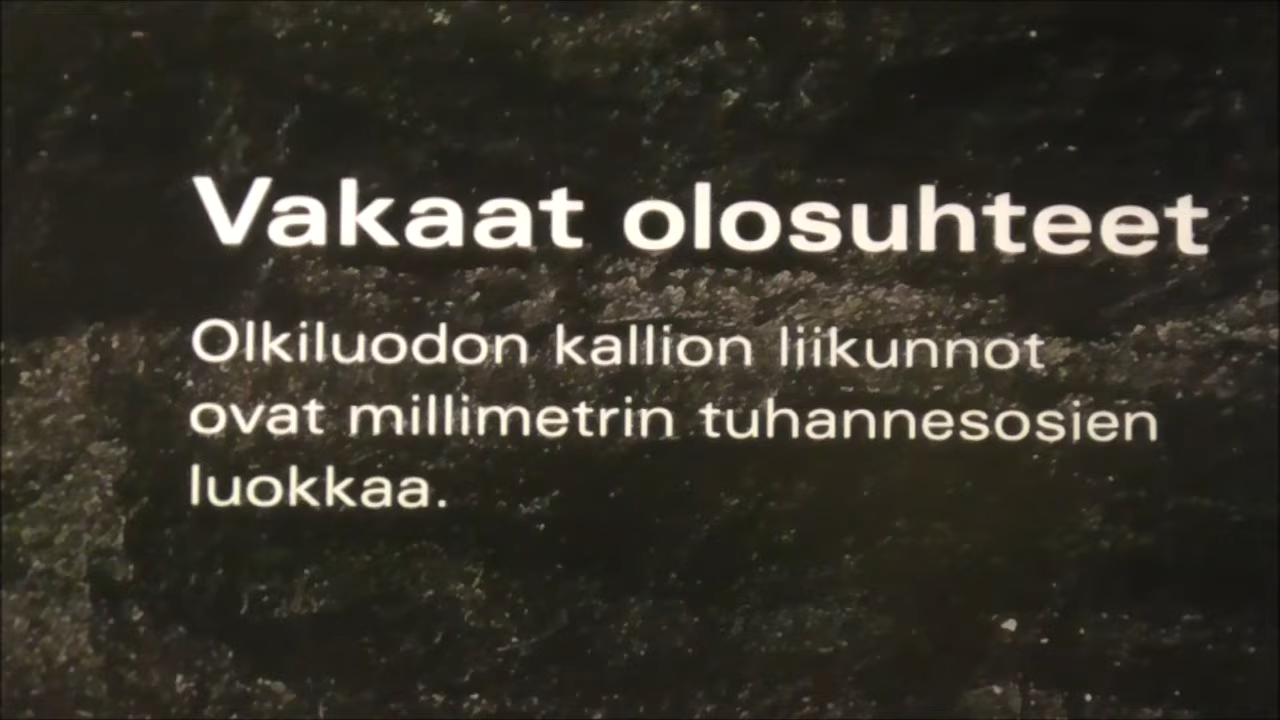 Vakaat olosuhteet
Olkiluodon kallion liikunnot
ovat millimetrin tuhannesosien
luokkaa.